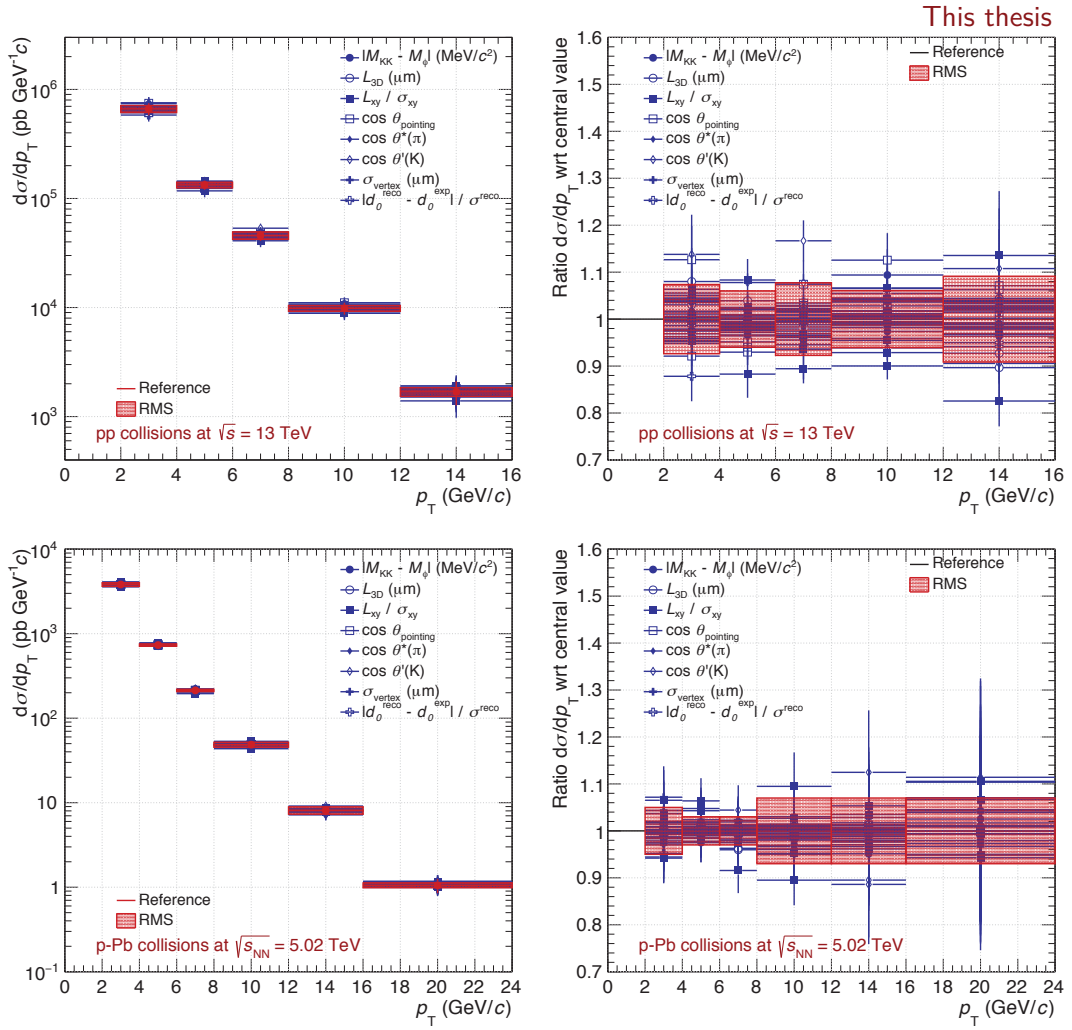 This thesis
dσ/dp_T (pb GeV⁻¹c)
10⁶
10⁵
10⁴
10³
|M_KK - M_ϕ| (MeV/c²)
L_3D (μm)
L_xy / σ_xy
cos θ_pointing
cos θ*(π)
cos θ'(K)
σ_vertex (μm)
|d_0^reco - d_0^exp| / σ^reco
Reference
RMS
pp collisions at √s = 13 TeV
0 2 4 6 8 10 12 14 16
p_T (GeV/c)
Ratio dσ/dp_T wrt central value
1.6
1.5
1.4
1.3
1.2
1.1
1
0.9
0.8
0.7
|M_KK - M_ϕ| (MeV/c²)
L_3D (μm)
L_xy / σ_xy
cos θ_pointing
cos θ*(π)
cos θ'(K)
σ_vertex (μm)
|d_0^reco - d_0^exp| / σ^reco
Reference
RMS
pp collisions at √s = 13 TeV
0 2 4 6 8 10 12 14 16
p_T (GeV/c)
dσ/dp_T (pb GeV⁻¹c)
10⁴
10³
10²
10
1
10⁻¹
|M_KK - M_ϕ| (MeV/c²)
L_3D (μm)
L_xy / σ_xy
cos θ_pointing
cos θ*(π)
cos θ'(K)
σ_vertex (μm)
|d_0^reco - d_0^exp| / σ^reco
Reference
RMS
p-Pb collisions at √s_NN = 5.02 TeV
0 2 4 6 8 10 12 14 16 18 20 22 24
p_T (GeV/c)
Ratio dσ/dp_T wrt central value
1.6
1.5
1.4
1.3
1.2
1.1
1
0.9
0.8
0.7
|M_KK - M_ϕ| (MeV/c²)
L_3D (μm)
L_xy / σ_xy
cos θ_pointing
cos θ*(π)
cos θ'(K)
σ_vertex (μm)
|d_0^reco - d_0^exp| / σ^reco
Reference
RMS
p-Pb collisions at √s_NN = 5.02 TeV
0 2 4 6 8 10 12 14 16 18 20 22 24
p_T (GeV/c)